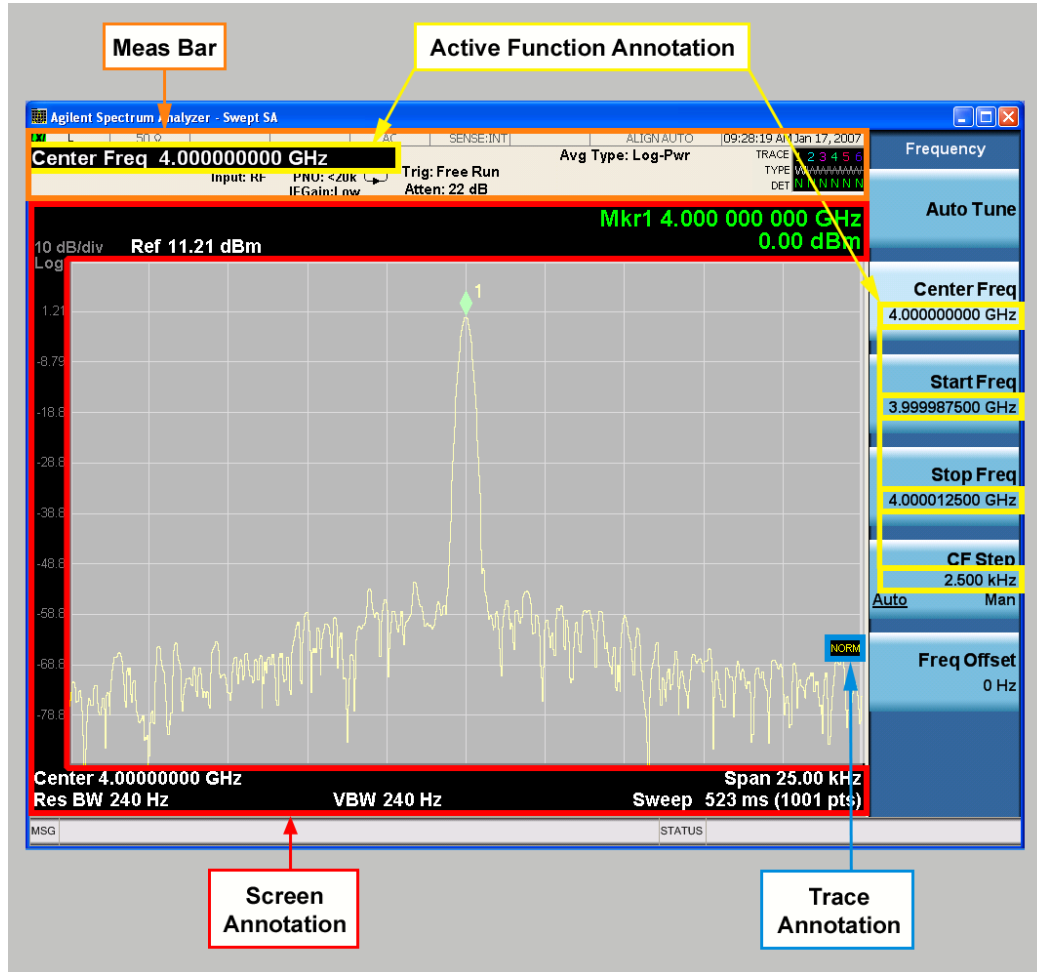 Meas Bar
Active Function Annotation
Agilent Spectrum Analyzer - Swept SA
L 50 Ω AC SENSE:INT ALIGN AUTO 09:28:19 AM Jan 17, 2007
Center Freq 4.000000000 GHz
Input: RF PNO: <20k
IFGain:Low
Trig: Free Run
Atten: 22 dB
Avg Type: Log-Pwr
TRACE 1 2 3 4 5 6
TYPE
DET N N N N N N
Frequency
Auto Tune
Center Freq
4.000000000 GHz
Start Freq
3.999987500 GHz
Stop Freq
4.000012500 GHz
CF Step
2.500 kHz
Auto Man
Freq Offset
0 Hz
Mkr1 4.000 000 000 GHz
0.00 dBm
10 dB/div Ref 11.21 dBm
Log
1
1.21
-8.79
-18.8
-28.8
-38.8
-48.8
-58.8
-68.8
-78.8
NORM
Center 4.00000000 GHz Span 25.00 kHz
Res BW 240 Hz VBW 240 Hz Sweep 523 ms (1001 pts)
MSG STATUS
Screen
Annotation
Trace
Annotation